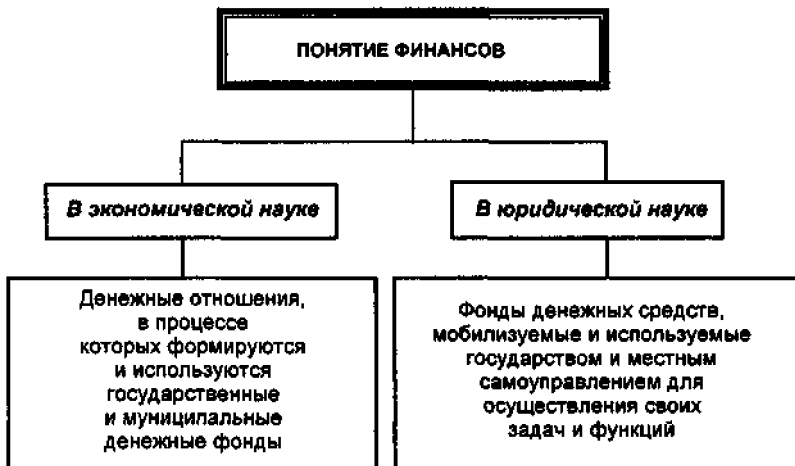 ПОНЯТИЕ ФИНАНСОВ
В экономической науке
В юридической науке
Денежные отношения,
в процессе
которых формируются
и используются
государственные
и муниципальные
денежные фонды
Фонды денежных средств,
мобилизуемые и используемые
государством и местным
самоуправлением для
осуществления своих
задач и функций